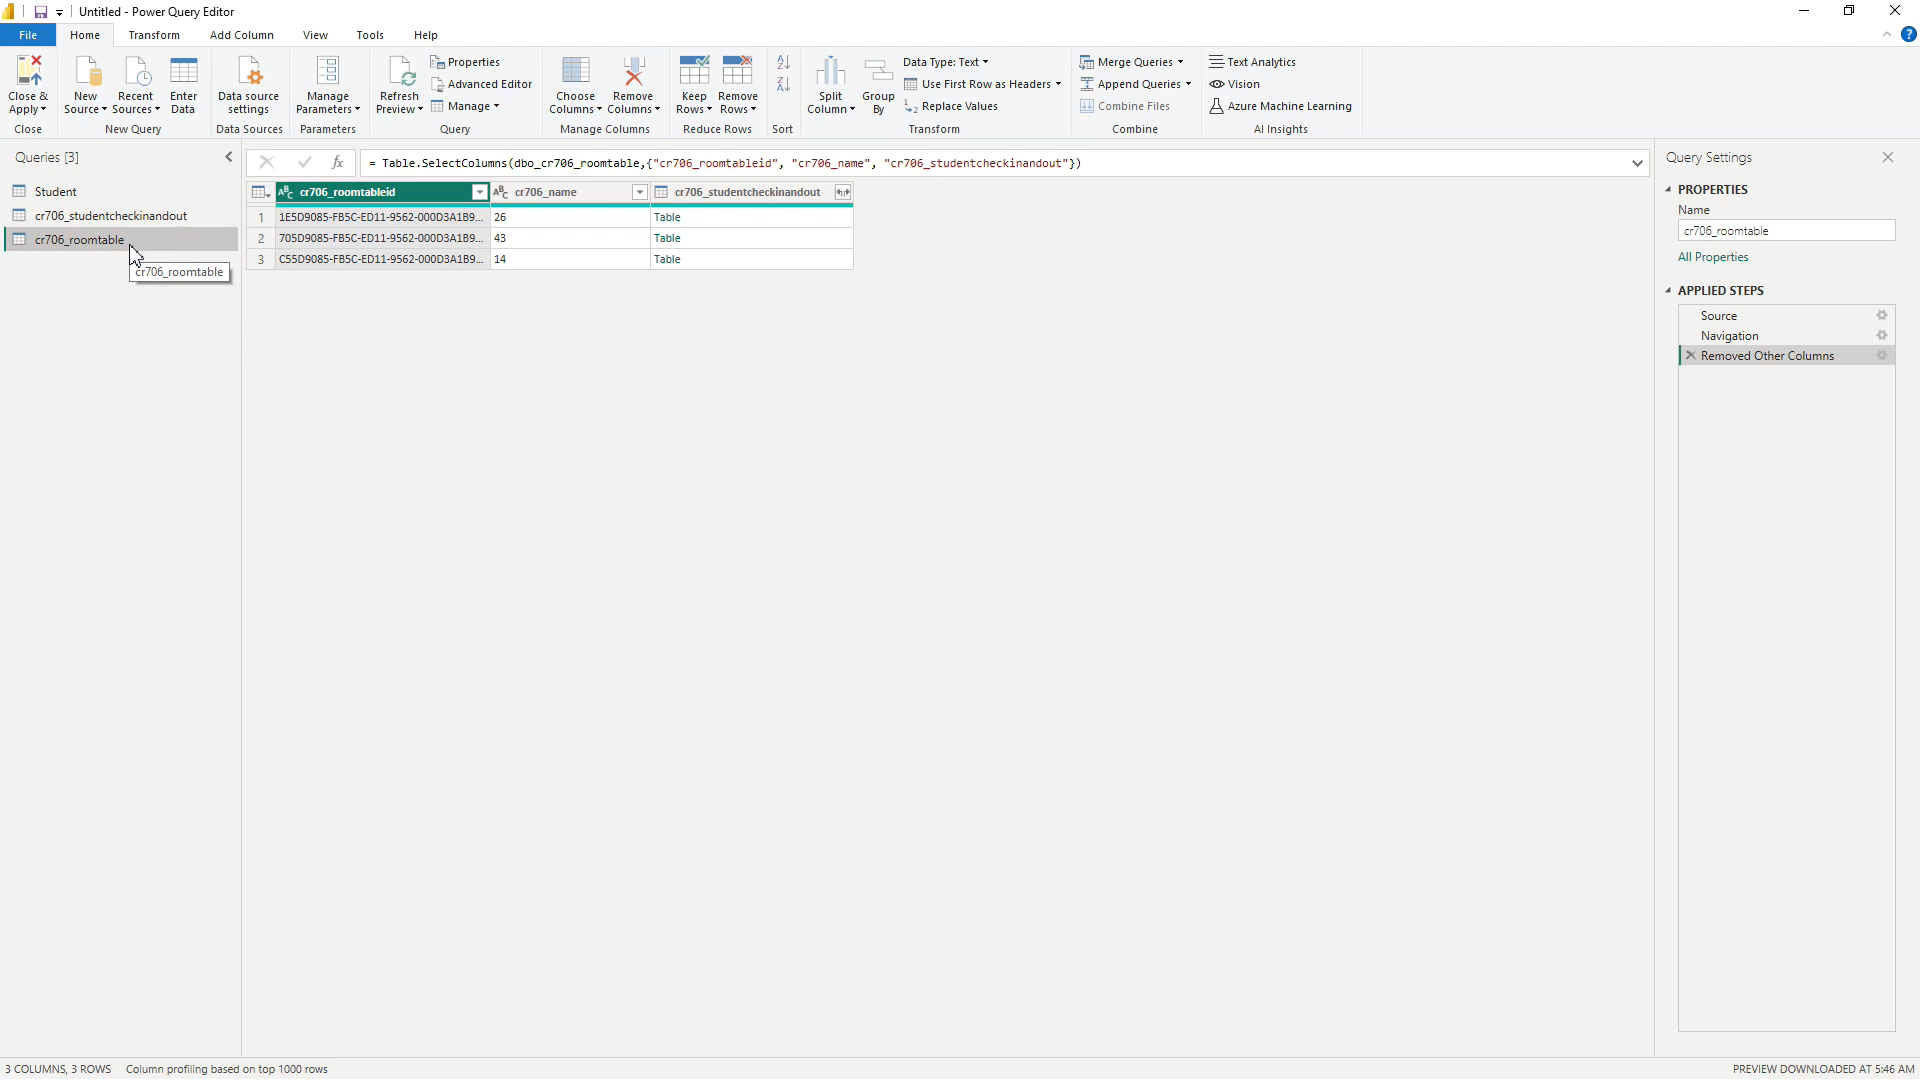 Untitled - Power Query Editor
File Home Transform Add Column View Tools Help
Close & Apply
Close
New Source
Recent Sources
Enter Data
New Query
Data source settings
Data Sources
Manage Parameters
Parameters
Refresh Preview
Properties
Advanced Editor
Manage
Query
Choose Columns
Remove Columns
Manage Columns
Keep Rows
Remove Rows
Reduce Rows
Sort
Split Column
Group By
Data Type: Text
Use First Row as Headers
Replace Values
Transform
Merge Queries
Append Queries
Combine Files
Combine
Text Analytics
Vision
Azure Machine Learning
AI Insights
Queries [3]
Student
cr706_studentcheckinandout
cr706_roomtable
cr706_roomtable
= Table.SelectColumns(dbo_cr706_roomtable,{"cr706_roomtableid", "cr706_name", "cr706_studentcheckinandout"})
cr706_roomtableid cr706_name cr706_studentcheckinandout
1 1E5D9085-FB5C-ED11-9562-000D3A1B9... 26 Table
2 705D9085-FB5C-ED11-9562-000D3A1B9... 43 Table
3 C55D9085-FB5C-ED11-9562-000D3A1B9... 14 Table
Query Settings
PROPERTIES
Name
cr706_roomtable
All Properties
APPLIED STEPS
Source
Navigation
Removed Other Columns
3 COLUMNS, 3 ROWS Column profiling based on top 1000 rows
PREVIEW DOWNLOADED AT 5:46 AM